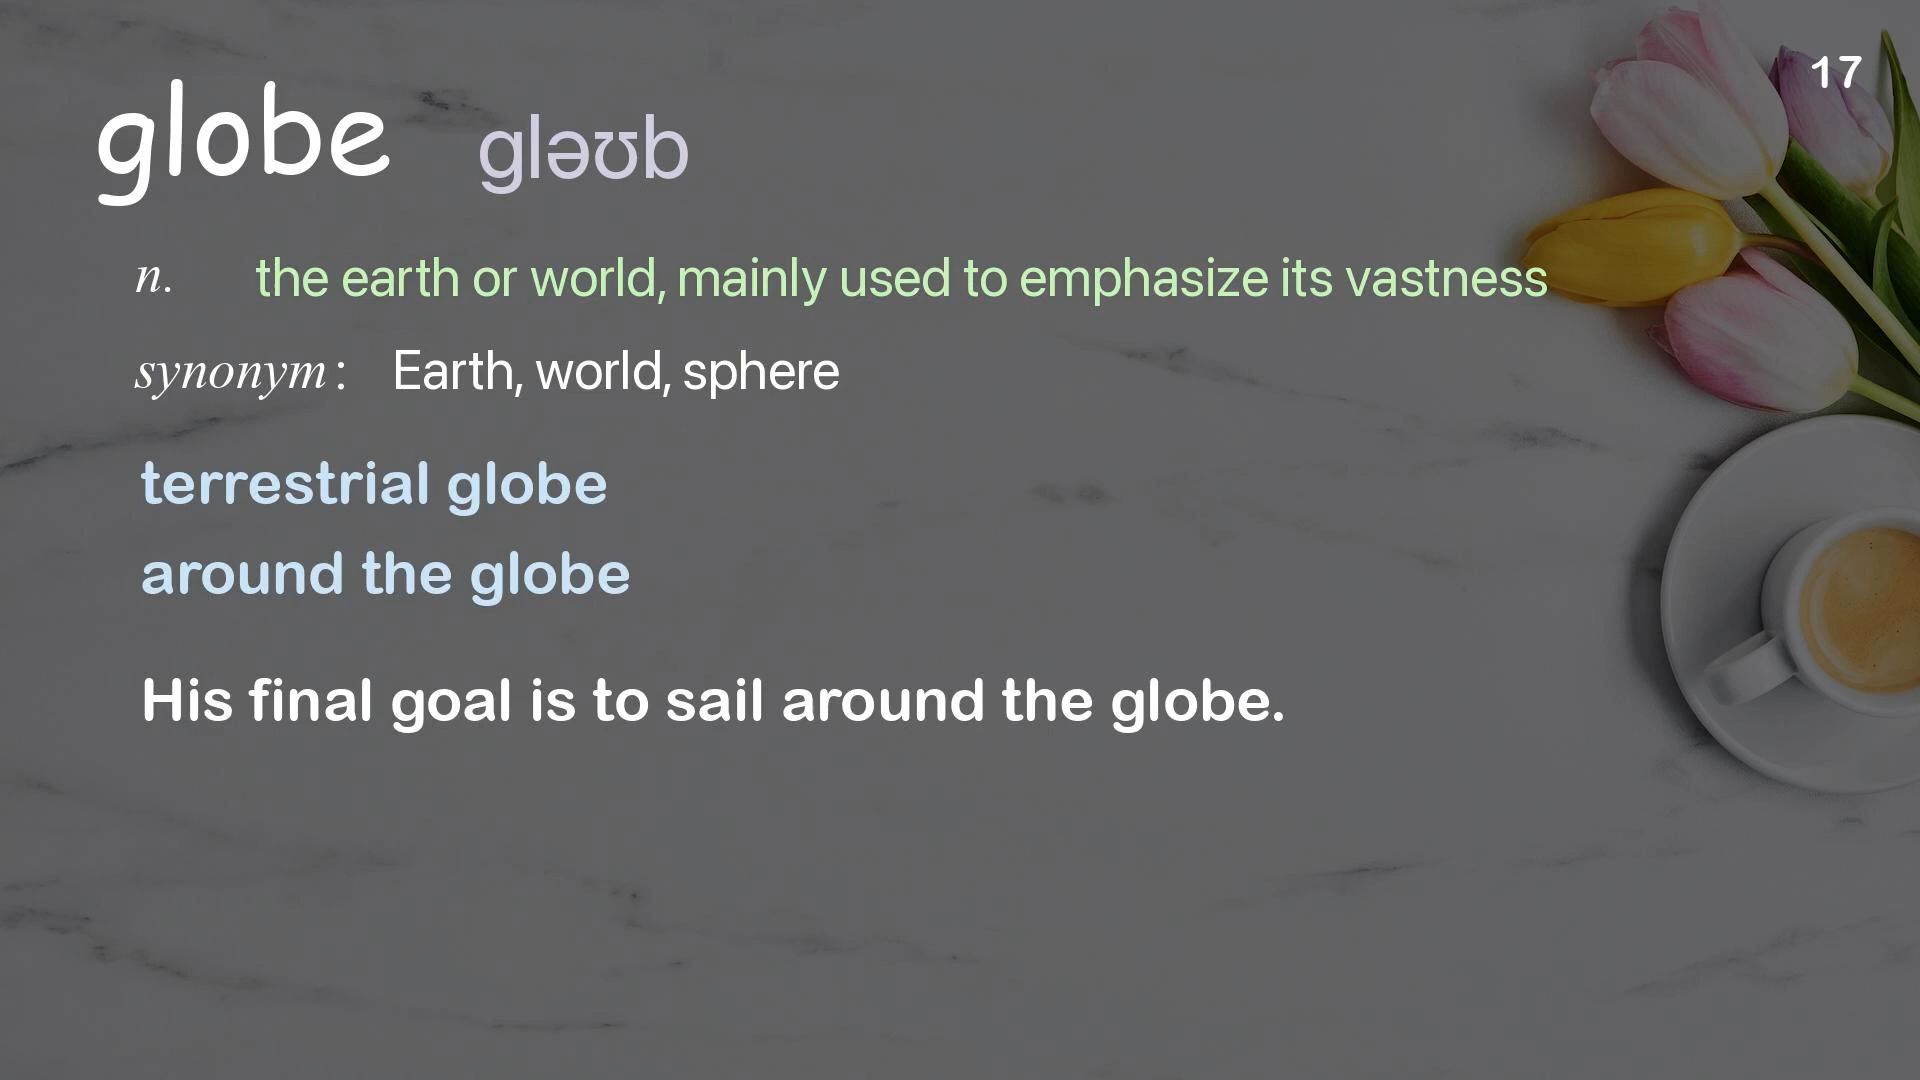 17
globe gləʊb
n. the earth or world, mainly used to emphasize its vastness
synonym: Earth, world, sphere
terrestrial globe
around the globe
His final goal is to sail around the globe.